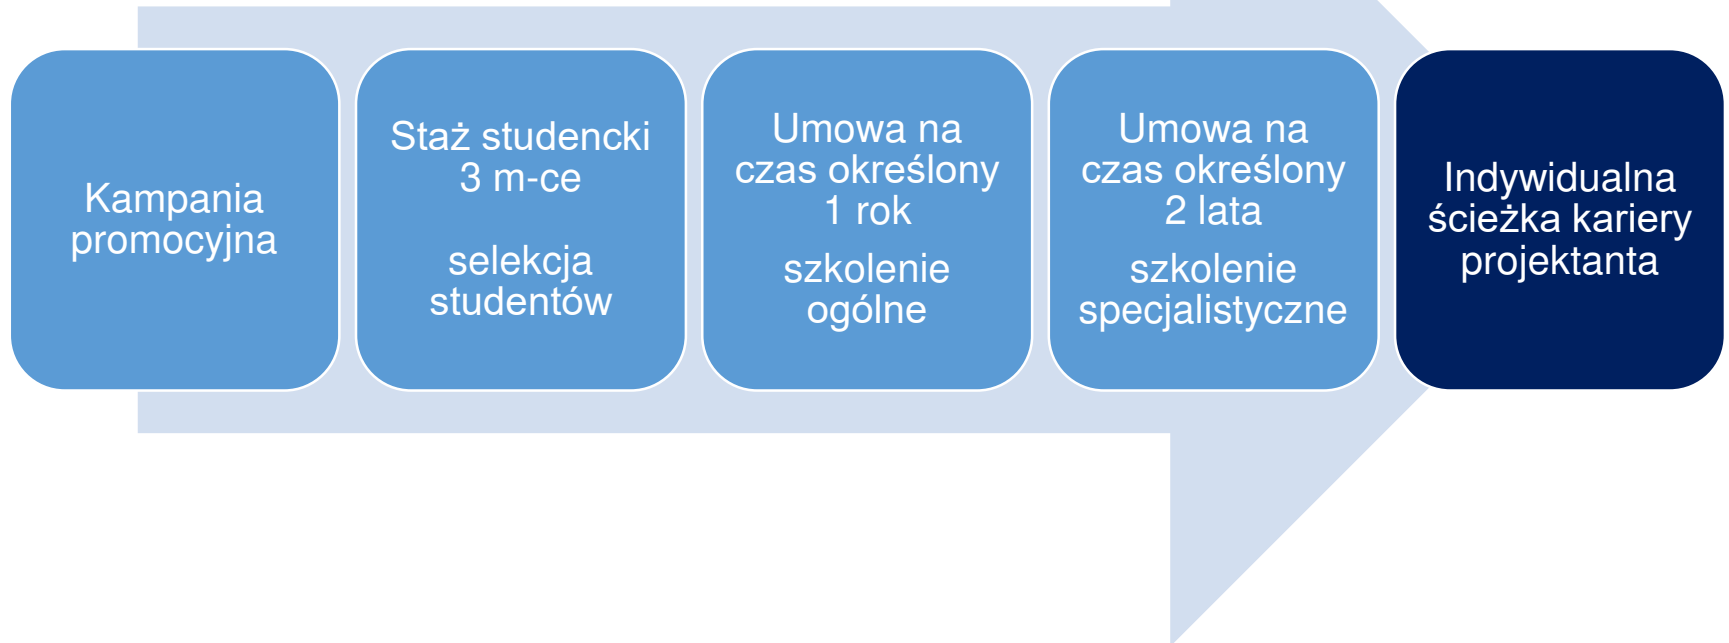 Kampania
promocyjna
Staż studencki
3 m-ce
selekcja
studentów
Umowa na
czas określony
1 rok
szkolenie
ogólne
Umowa na
czas określony
2 lata
szkolenie
specjalistyczne
Indywidualna
ścieżka kariery
projektanta